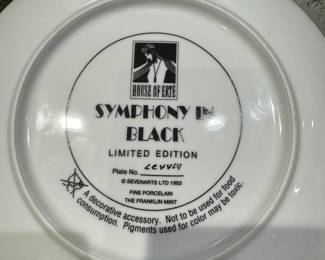 HOUSE OF ERTÉ
SYMPHONY IN
BLACK
LIMITED EDITION
Plate No.
© SEVENARTS LTD 1993
FINE PORCELAIN
THE FRANKLIN MINT
A decorative accessory. Not to be used for food
consumption. Pigments used for color may be toxic.